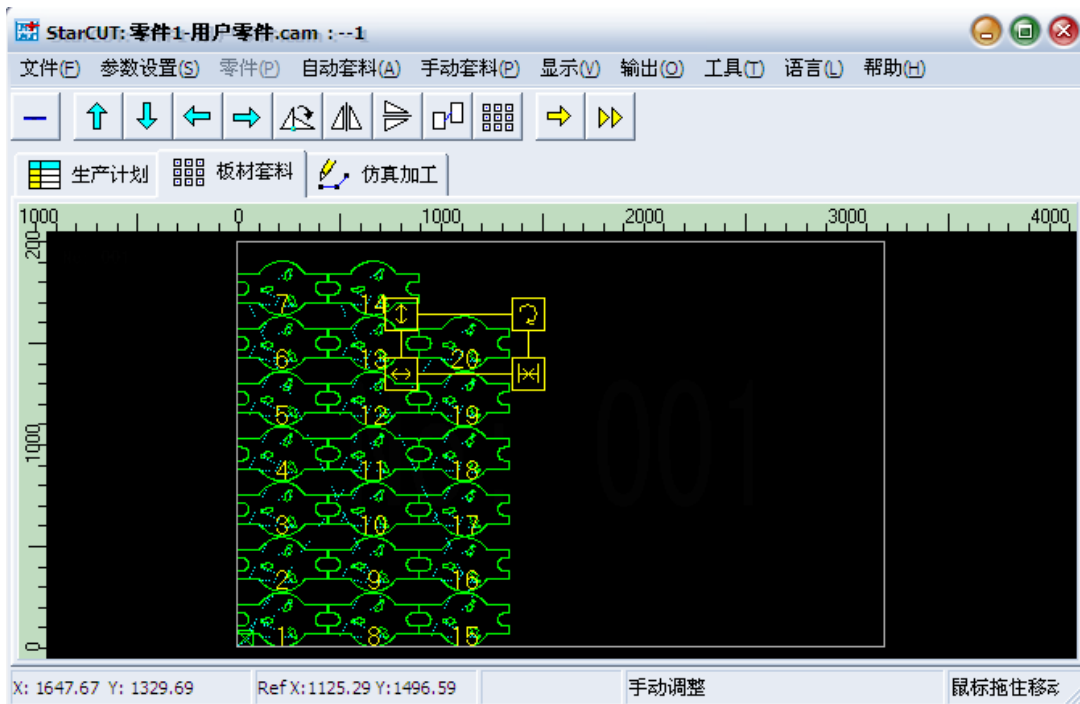 StarCUT: 零件1-用户零件.cam : --1
文件(F) 参数设置(S) 零件(P) 自动套料(A) 手动套料(P) 显示(V) 输出(O) 工具(T) 语言(L) 帮助(H)
生产计划 板材套料 仿真加工
1000 0 1000 2000 3000 4000
200
7 14
6 13 20
5 12 19
001
1000
4 11 18
3 10 17
2 9 16
1 8 15
0
X: 1647.67 Y: 1329.69 Ref X:1125.29 Y:1496.59 手动调整 鼠标拖住移